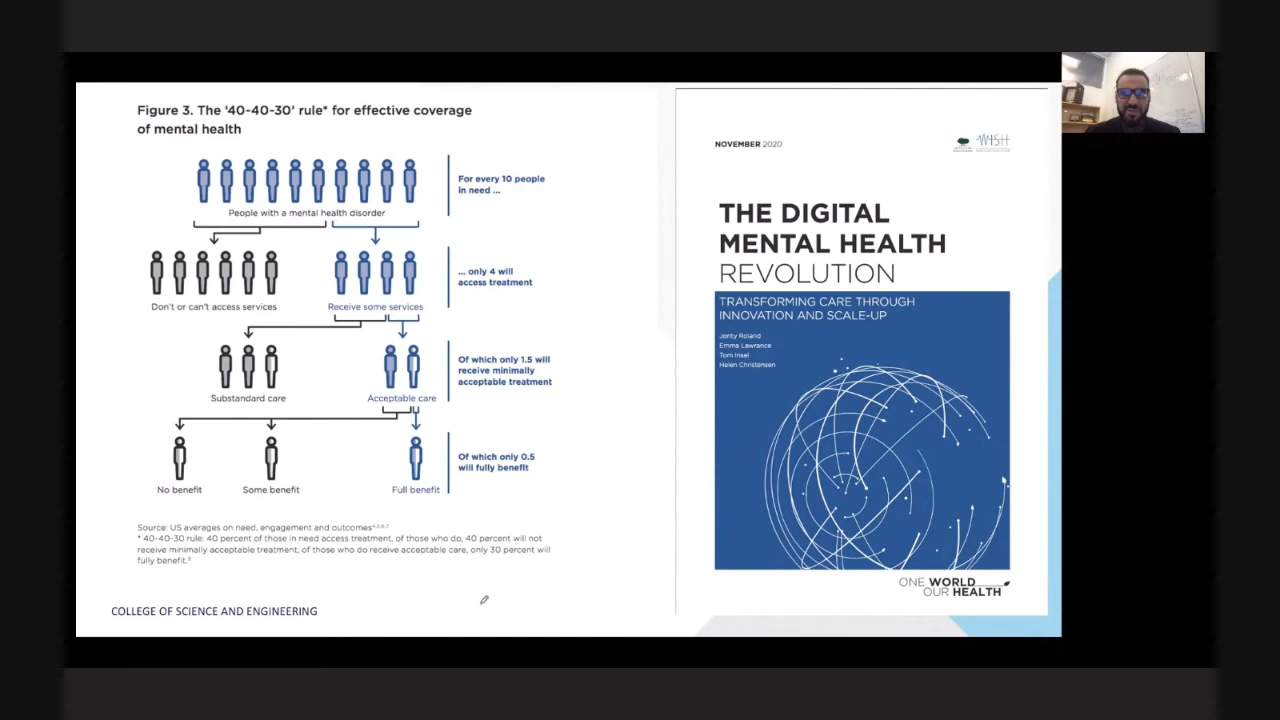 Figure 3. The ‘40-40-30’ rule* for effective coverage
of mental health
For every 10 people
in need ...
People with a mental health disorder
... only 4 will
access treatment
Don't or can't access services
Receive some services
Of which only 1.5 will
receive minimally
acceptable treatment
Substandard care
Acceptable care
Of which only 0.5
will fully benefit
No benefit
Some benefit
Full benefit
Source: US averages on need, engagement and outcomes
* 40-40-30 rule: 40 percent of those in need access treatment, of those who do, 40 percent will not
receive minimally acceptable treatment; of those who do receive acceptable care, only 30 percent will
fully benefit.
COLLEGE OF SCIENCE AND ENGINEERING
NOVEMBER 2020
WISH
THE DIGITAL
MENTAL HEALTH
REVOLUTION
TRANSFORMING CARE THROUGH
INNOVATION AND SCALE-UP
Jonty Roland
Emma Lawrance
Tom Insel
Helen Christensen
ONE WORLD
OUR HEALTH